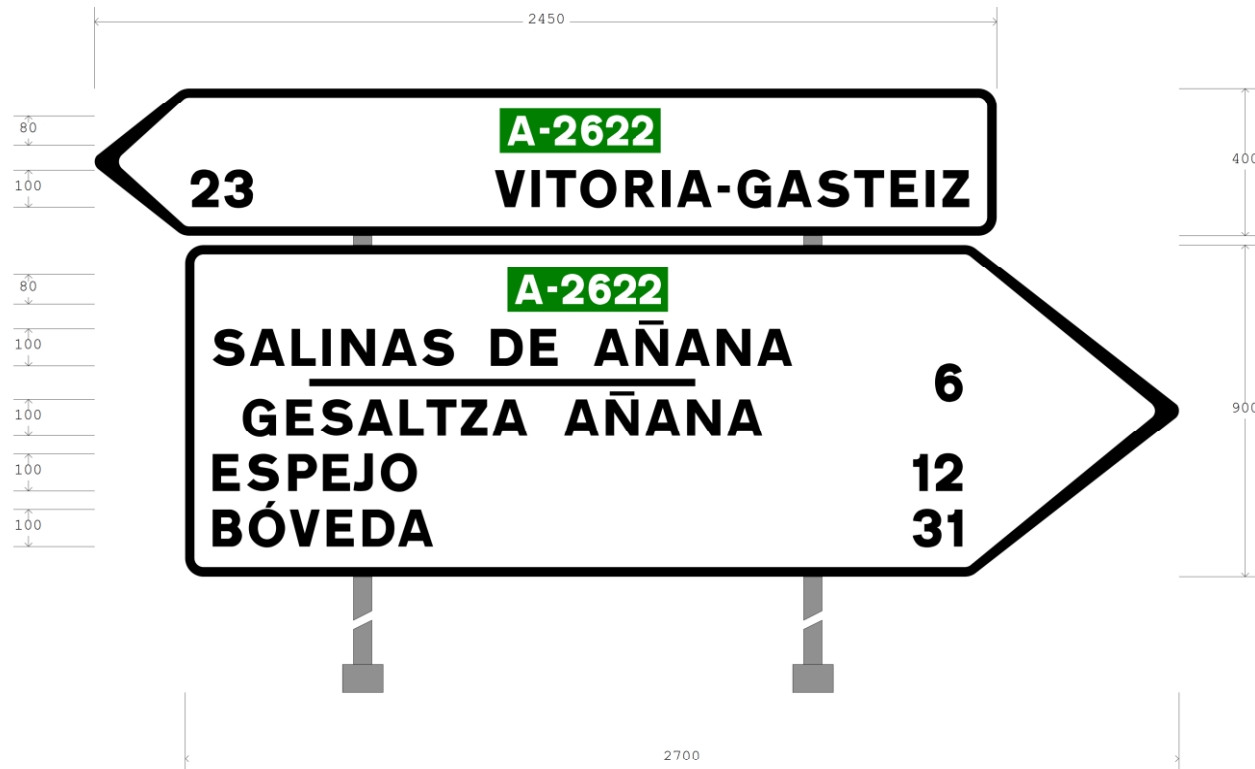 2450
80
A-2622
400
100
23 VITORIA-GASTEIZ
80
A-2622
100
SALINAS DE AÑANA
6
900
100
GESALTZA AÑANA
100
ESPEJO 12
100
BÓVEDA 31
2700